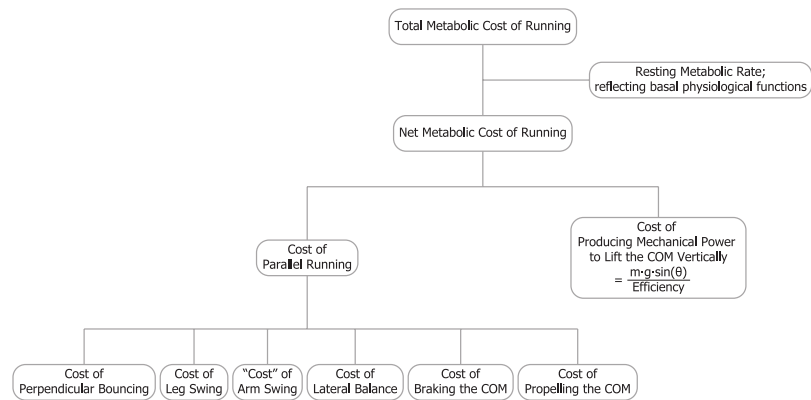 Total Metabolic Cost of Running
Resting Metabolic Rate;
reflecting basal physiological functions
Net Metabolic Cost of Running
Cost of
Parallel Running
Cost of
Producing Mechanical Power
to Lift the COM Vertically
= m·g·sin(θ)
Efficiency
Cost of
Perpendicular Bouncing
Cost of
Leg Swing
“Cost” of
Arm Swing
Cost of
Lateral Balance
Cost of
Braking the COM
Cost of
Propelling the COM